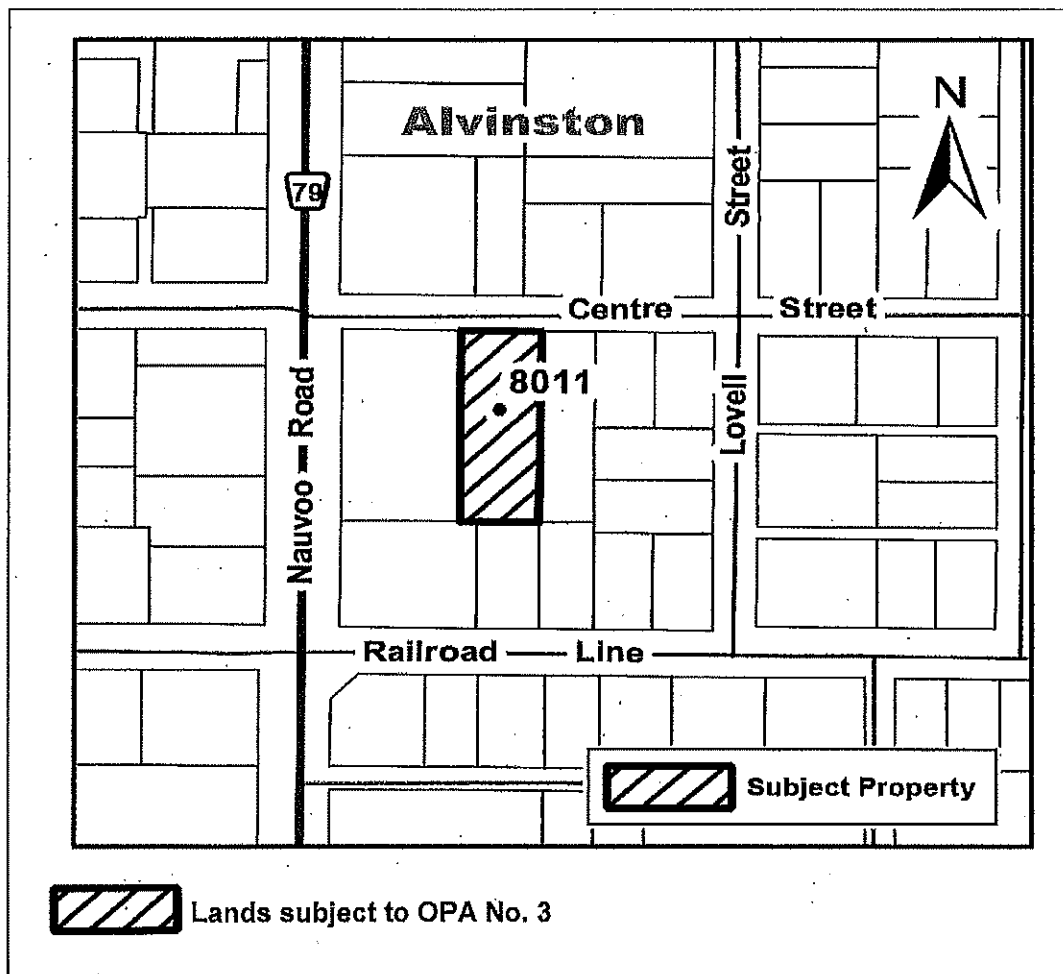 Alvinston
N
79
Street
Centre Street
8011
Nauvoo Road
Lovell
Railroad Line
Subject Property
Lands subject to OPA No. 3